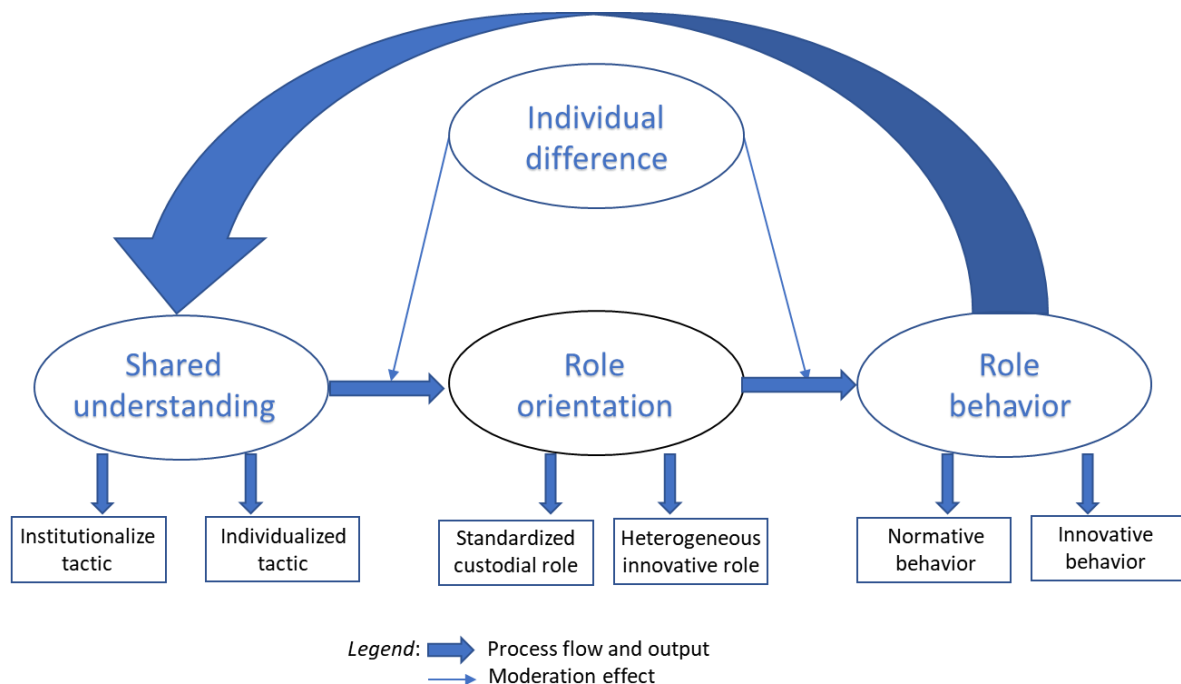 Individual
difference
Shared
understanding
Role
orientation
Role
behavior
Institutionalize
tactic
Individualized
tactic
Standardized
custodial role
Heterogeneous
innovative role
Normative
behavior
Innovative
behavior
Legend: Process flow and output
Moderation effect